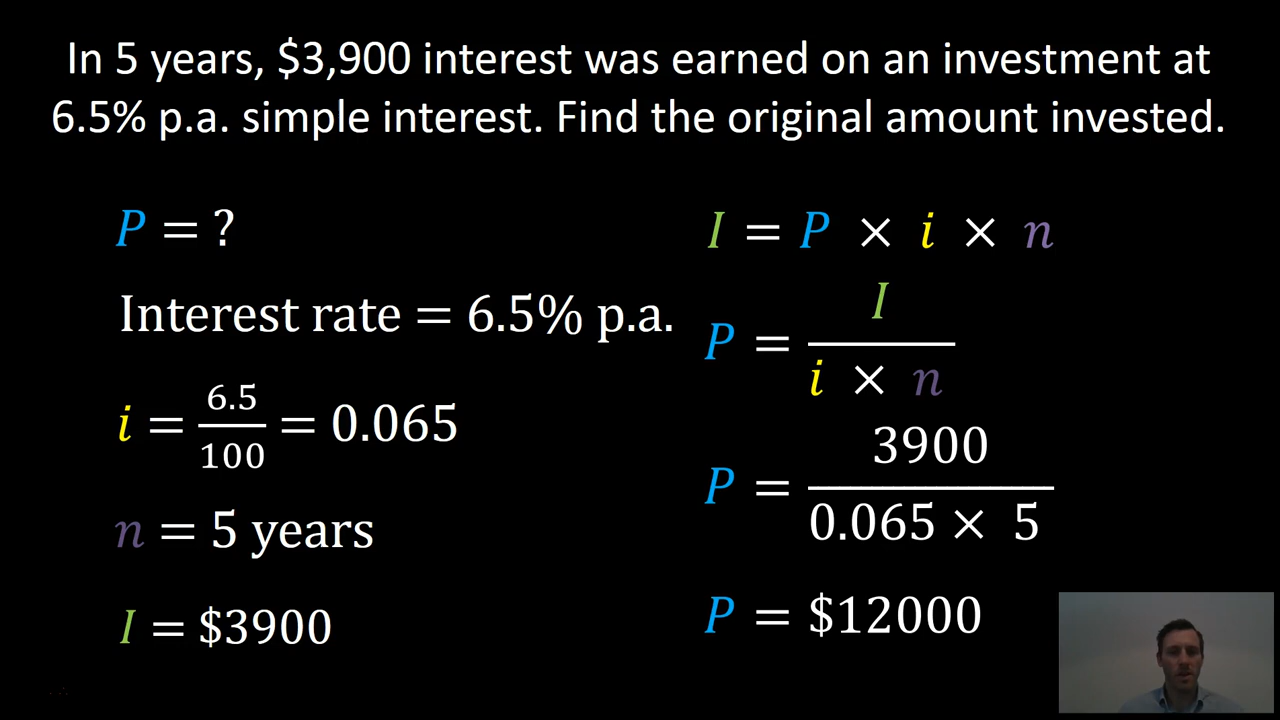 In 5 years, $3,900 interest was earned on an investment at
6.5% p.a. simple interest. Find the original amount invested.
P = ?
Interest rate = 6.5% p.a.
i = 6.5/100 = 0.065
n = 5 years
I = $3900
I = P × i × n
P = I/(i × n)
P = 3900/(0.065 × 5)
P = $12000